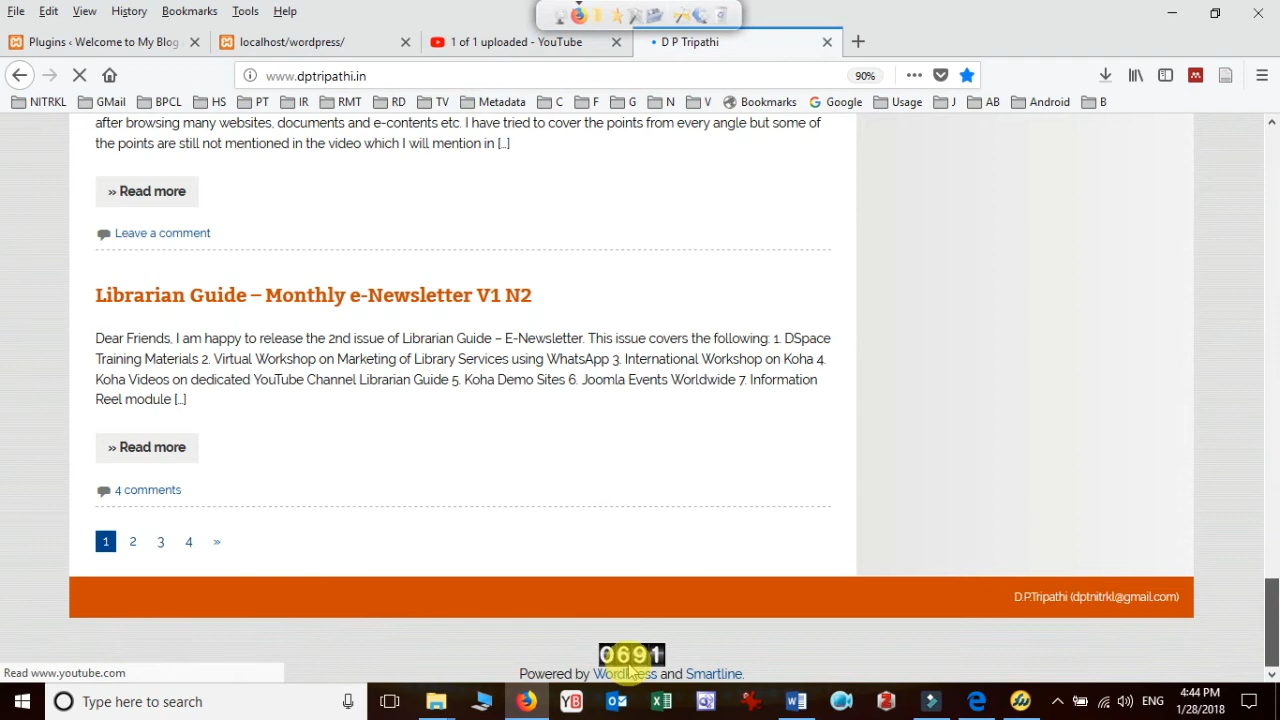 File Edit View History Bookmarks Tools Help
Plugins ‹ Welcome to My Blog
localhost/wordpress/
1 of 1 uploaded - YouTube
D P Tripathi
www.dptripathi.in
90%
NITRKL GMail BPCL HS PT IR RMT RD TV Metadata C F G N V Bookmarks Google Usage J AB Android B
after browsing many websites, documents and e-contents etc. I have tried to cover the points from every angle but some of
the points are still not mentioned in the video which I will mention in […]
» Read more
Leave a comment
Librarian Guide – Monthly e-Newsletter V1 N2
Dear Friends, I am happy to release the 2nd issue of Librarian Guide – E-Newsletter. This issue covers the following: 1. DSpace
Training Materials 2. Virtual Workshop on Marketing of Library Services using WhatsApp 3. International Workshop on Koha 4.
Koha Videos on dedicated YouTube Channel Librarian Guide 5. Koha Demo Sites 6. Joomla Events Worldwide 7. Information
Reel module […]
» Read more
4 comments
1 2 3 4 »
D.P.Tripathi (dptnitrkl@gmail.com)
0691
Powered by WordPress and Smartline.
Read www.youtube.com
Type here to search
ENG
4:44 PM
1/28/2018